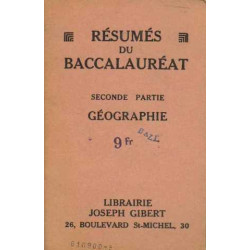 RÉSUMÉS
DU
BACCALAURÉAT
SECONDE PARTIE
GÉOGRAPHIE
9 Fr
LIBRAIRIE
JOSEPH GIBERT
26, BOULEVARD St-MICHEL, 30